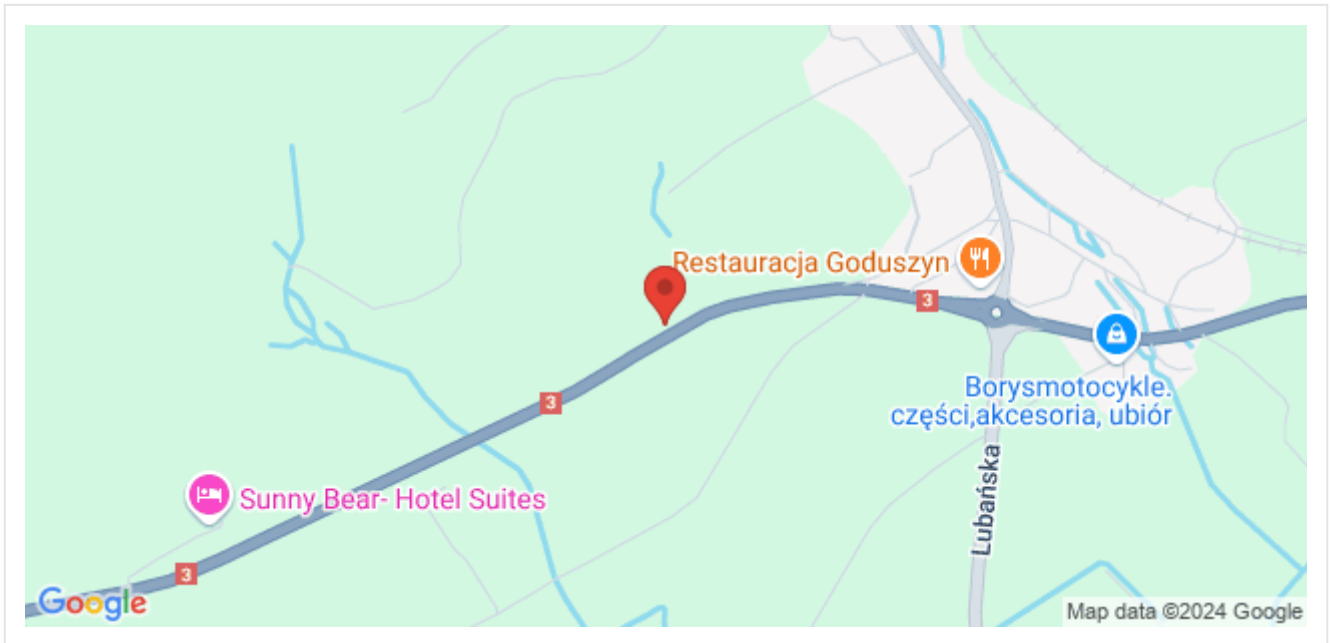 Restauracja Goduszyn
3
Borysmotocykle.
części,akcesoria, ubiór
3
Lubańska
Sunny Bear- Hotel Suites
3
Google
Map data ©2024 Google